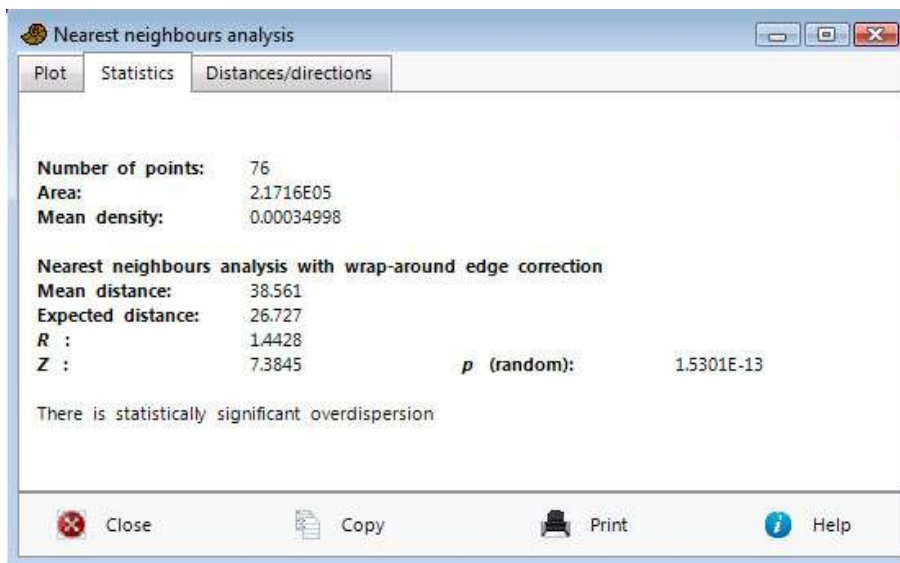 Nearest neighbours analysis
Plot Statistics Distances/directions
Number of points: 76
Area: 2.1716E05
Mean density: 0.00034998
Nearest neighbours analysis with wrap-around edge correction
Mean distance: 38.561
Expected distance: 26.727
R : 1.4428
Z : 7.3845 p (random): 1.5301E-13
There is statistically significant overdispersion
Close Copy Print Help